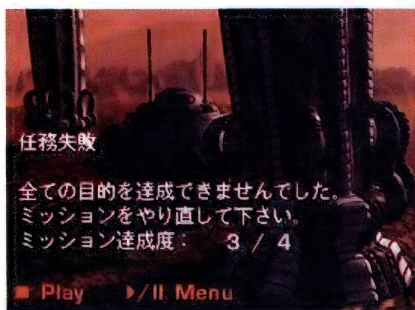 任務失敗
全ての目的を達成できませんでした。
ミッションをやり直して下さい。
ミッション達成度： 3 / 4
■ Play ▶/II Menu